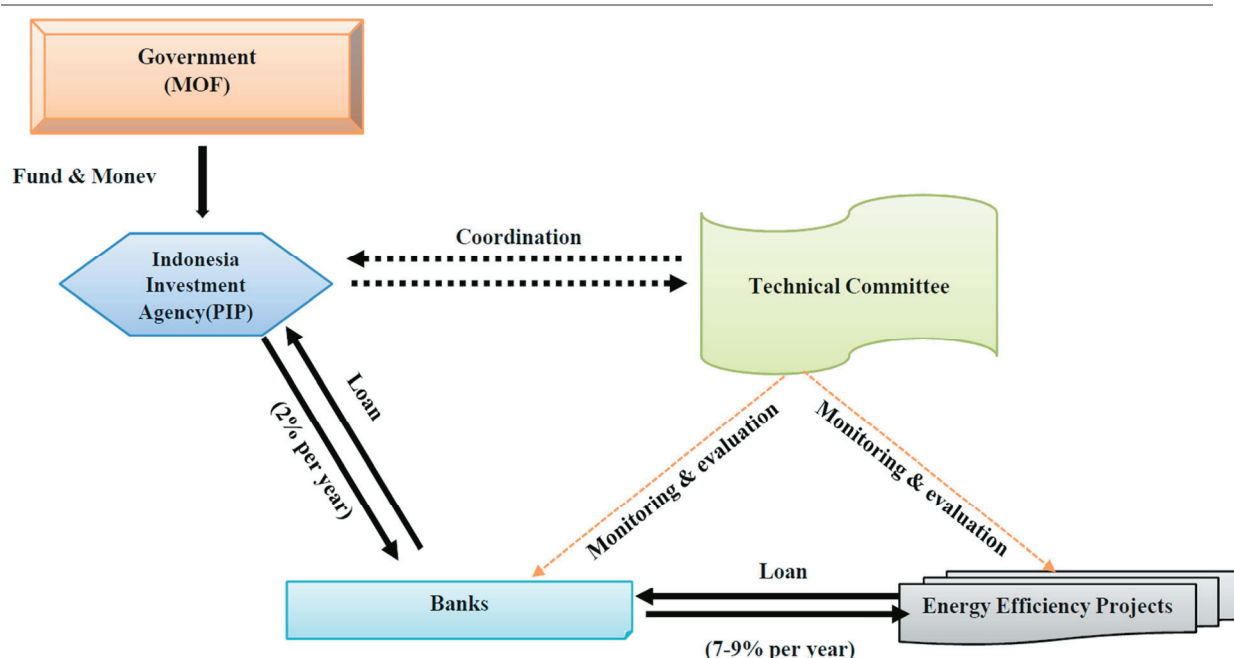 Government
(MOF)
Fund & Monev
Coordination
Indonesia
Investment
Agency(PIP)
Technical Committee
Loan
(2% per year)
Monitoring & evaluation
Monitoring & evaluation
Banks
Loan
Energy Efficiency Projects
(7-9% per year)